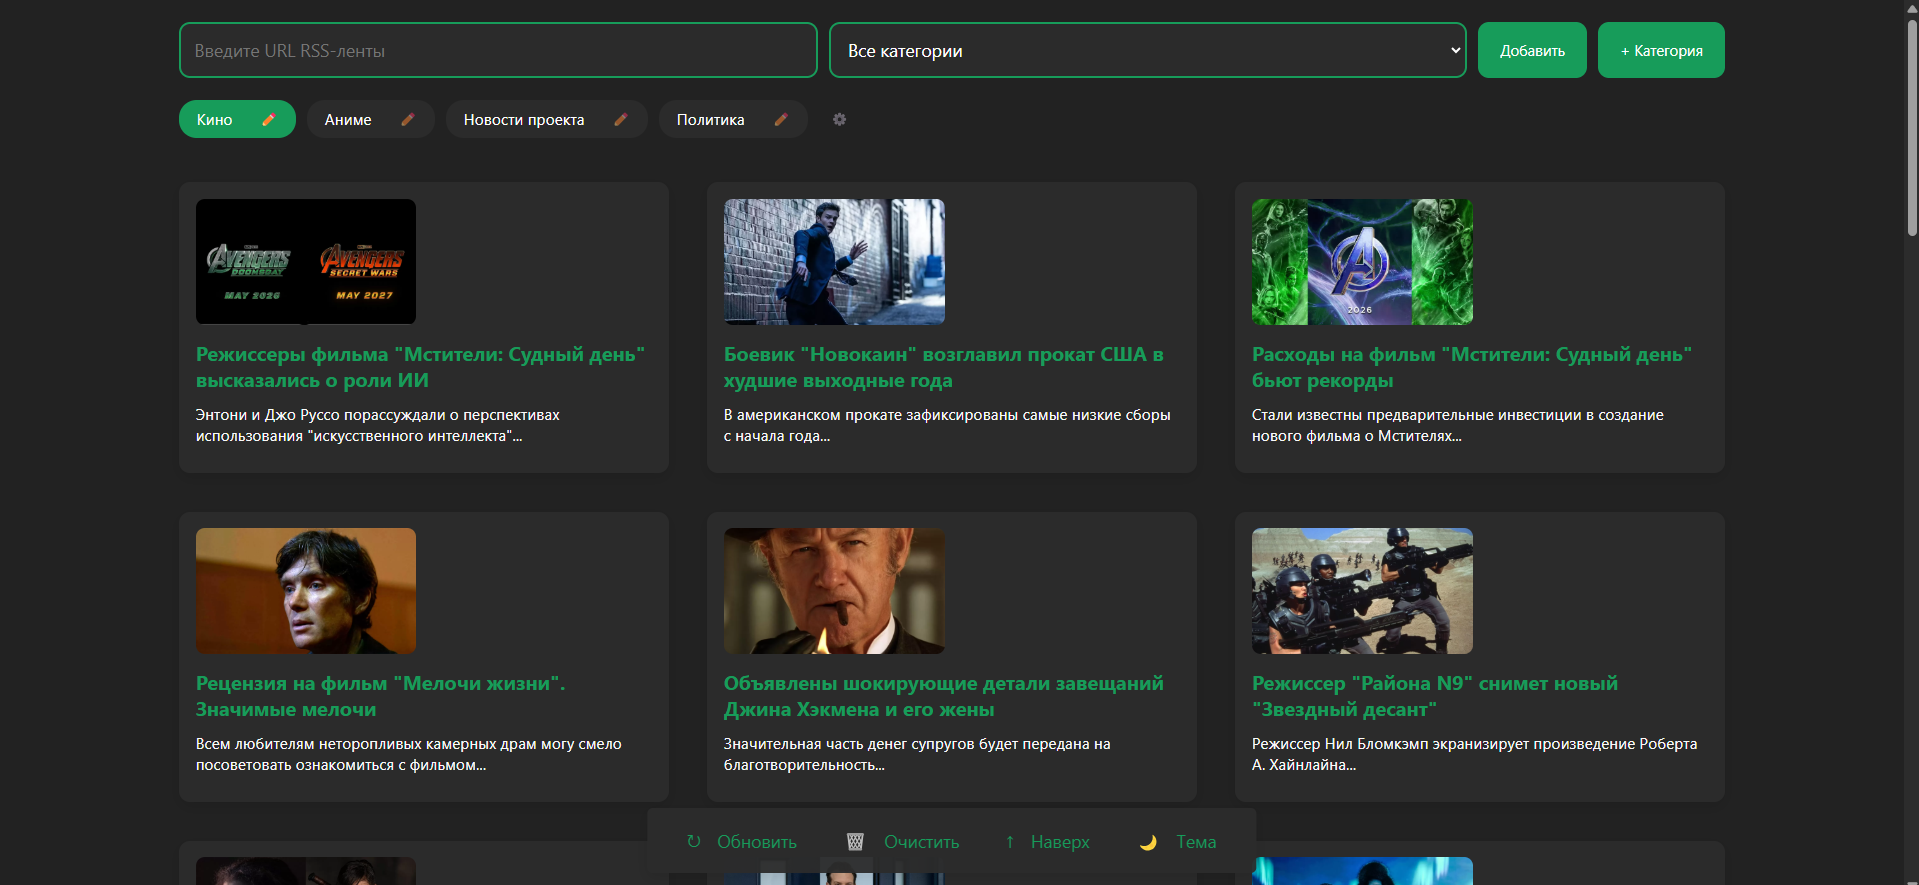 Введите URL RSS-ленты
Все категории
Добавить
+ Категория
Кино
Аниме
Новости проекта
Политика
AVENGERS
DOOMSDAY
MAY 2026
AVENGERS
SECRET WARS
MAY 2027
2026
Режиссеры фильма "Мстители: Судный день"
высказались о роли ИИ
Энтони и Джо Руссо порассуждали о перспективах
использования "искусственного интеллекта"...
Боевик "Новокаин" возглавил прокат США в
худшие выходные года
В американском прокате зафиксированы самые низкие сборы
с начала года...
Расходы на фильм "Мстители: Судный день"
бьют рекорды
Стали известны предварительные инвестиции в создание
нового фильма о Мстителях...
Рецензия на фильм "Мелочи жизни".
Значимые мелочи
Всем любителям неторопливых камерных драм могу смело
посоветовать ознакомиться с фильмом...
Объявлены шокирующие детали завещаний
Джина Хэкмена и его жены
Значительная часть денег супругов будет передана на
благотворительность...
Режиссер "Района N9" снимет новый
"Звездный десант"
Режиссер Нил Бломкэмп экранизирует произведение Роберта
А. Хайнлайна...
↻ Обновить
Очистить
↑ Наверх
Тема